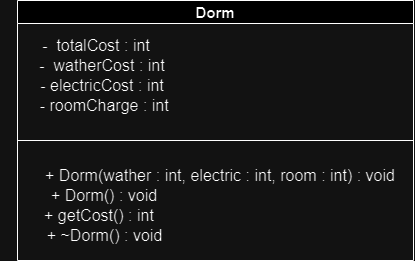 Dorm
- totalCost : int
- watherCost : int
- electricCost : int
- roomCharge : int
+ Dorm(wather : int, electric : int, room : int) : void
+ Dorm() : void
+ getCost() : int
+ ~Dorm() : void